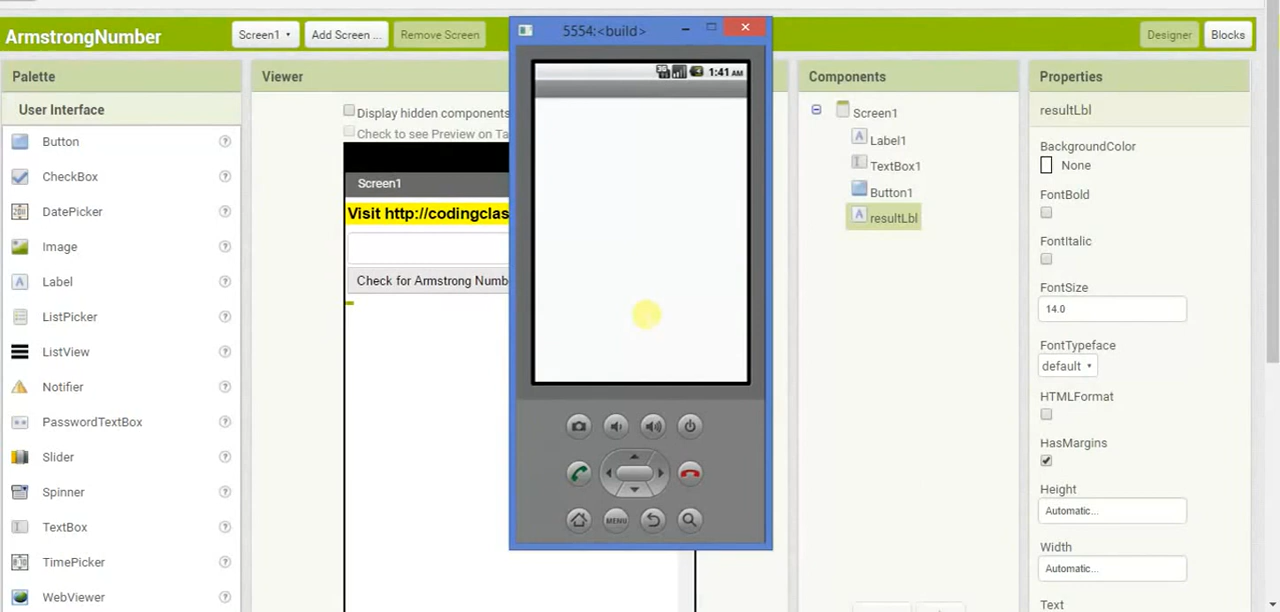 5554:<build>
ArmstrongNumber
Screen1
Add Screen ...
Remove Screen
Designer
Blocks
Palette
Viewer
Components
Properties
User Interface
Button
CheckBox
DatePicker
Image
Label
ListPicker
ListView
Notifier
PasswordTextBox
Slider
Spinner
TextBox
TimePicker
WebViewer
Display hidden components
Check to see Preview on Ta
Screen1
Visit http://codingclas
Check for Armstrong Numb
1:41 AM
MENU
Screen1
Label1
TextBox1
Button1
resultLbl
resultLbl
BackgroundColor
None
FontBold
FontItalic
FontSize
14.0
FontTypeface
default
HTMLFormat
HasMargins
Height
Automatic...
Width
Automatic...
Text